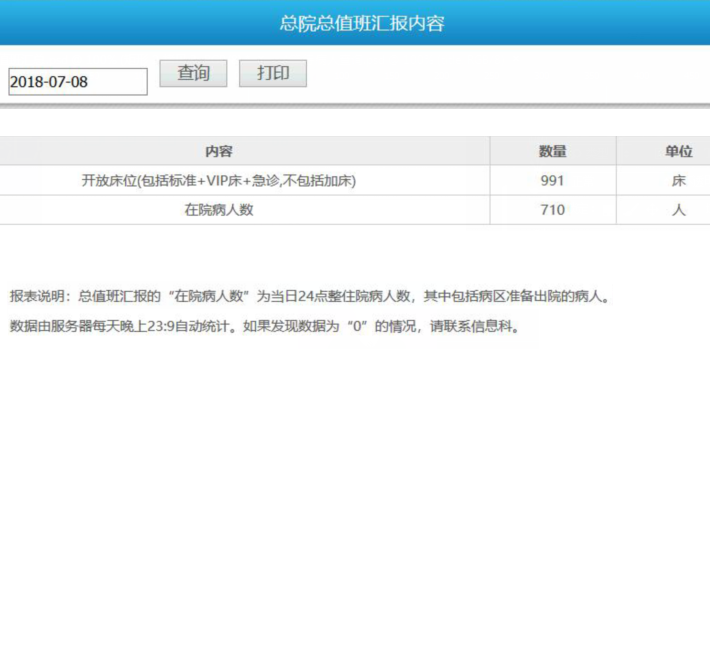 总院总值班汇报内容
2018-07-08 查询 打印
内容 数量 单位
开放床位(包括标准+VIP床+急诊,不包括加床) 991 床
在院病人数 710 人
报表说明：总值班汇报的“在院病人数”为当日24点整住院病人数，其中包括病区准备出院的病人。
数据由服务器每天晚上23:9自动统计。如果发现数据为“0”的情况，请联系信息科。